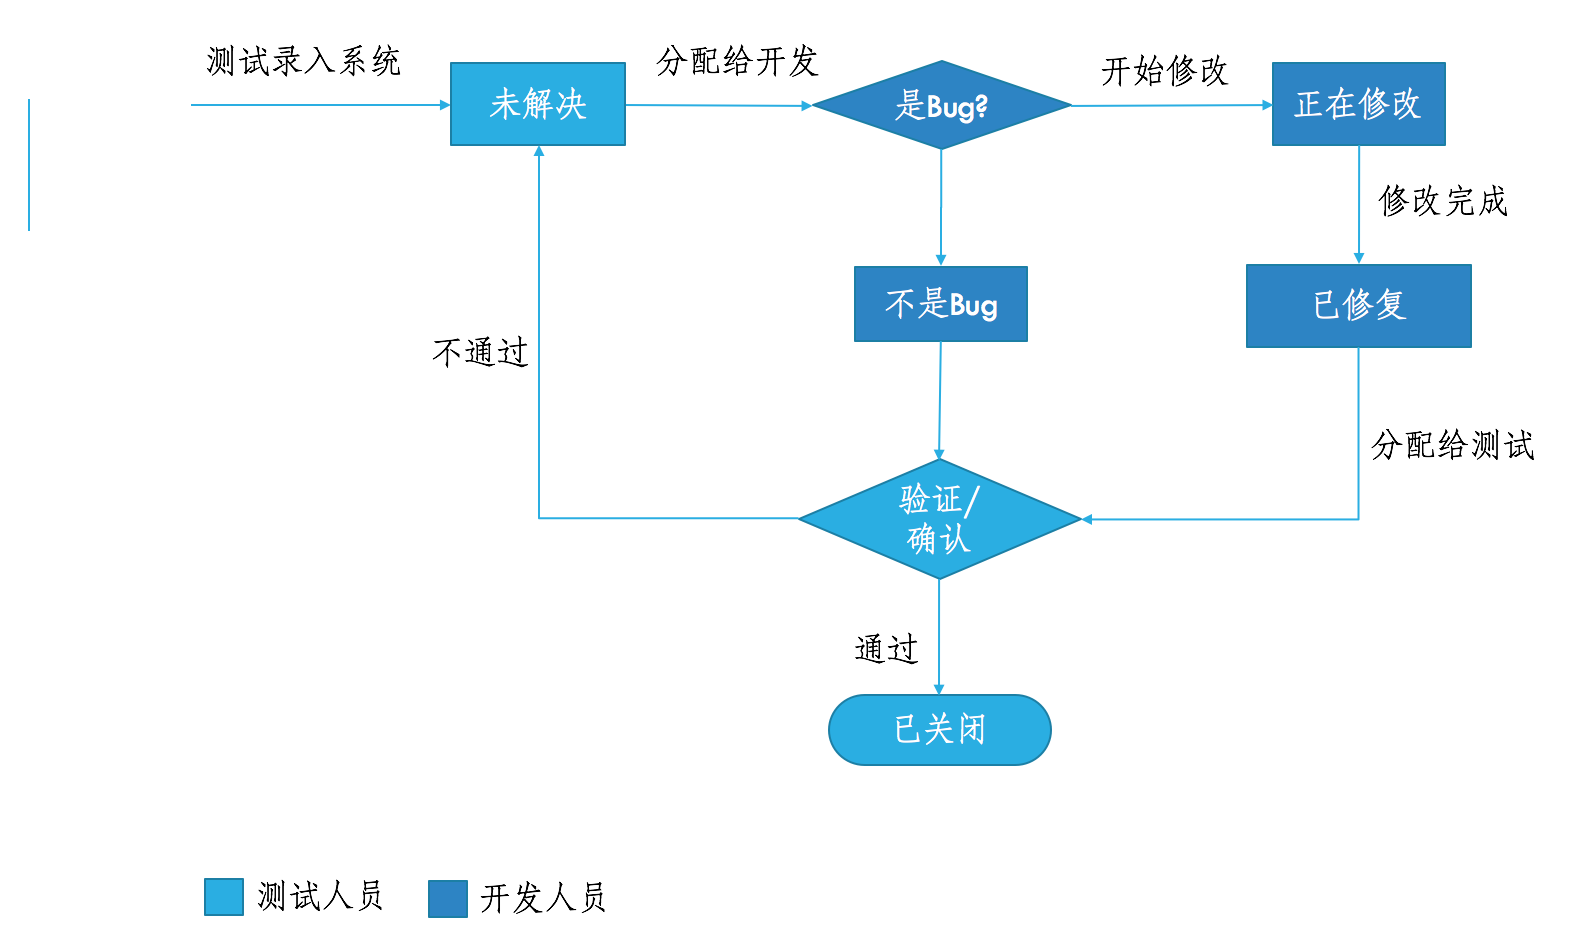 测试录入系统
未解决
分配给开发
是Bug?
开始修改
正在修改
修改完成
不是Bug
已修复
不通过
分配给测试
验证/
确认
通过
已关闭
测试人员
开发人员